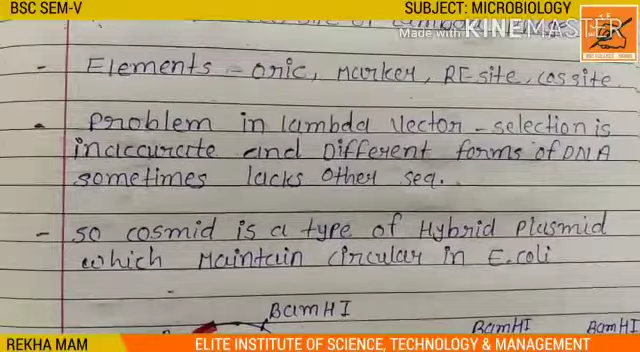 BSC SEM-V
SUBJECT: MICROBIOLOGY
of Lambda
Made with KINEMASTER
- Elements - oric, Marker, RE-site, cos site.
- Problem in lambda vector - selection is
inaccurate and Different forms of DNA
sometimes lacks other seq.
- so cosmid is a type of Hybrid plasmid
which Maintain circular in E.coli
BamHI
BamHI
BamHI
REKHA MAM
ELITE INSTITUTE OF SCIENCE, TECHNOLOGY & MANAGEMENT